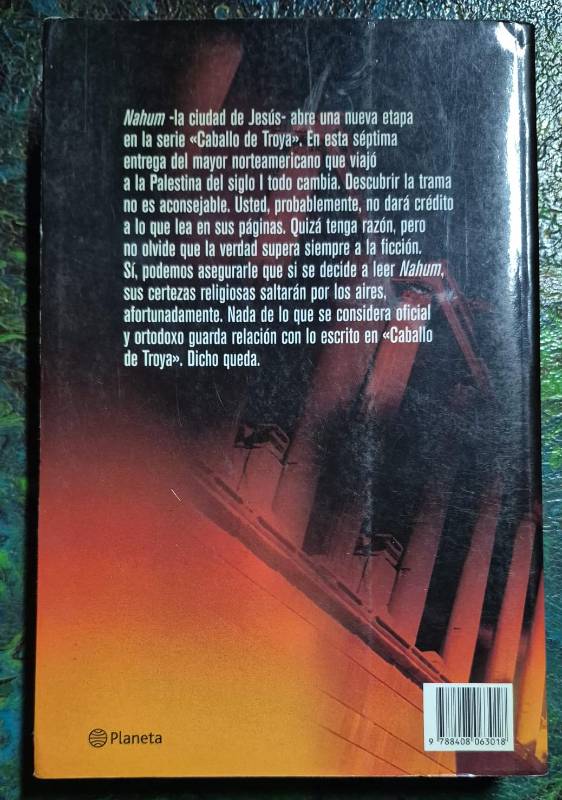 Nahum -la ciudad de Jesús- abre una nueva etapa
en la serie «Caballo de Troya». En esta séptima
entrega del mayor norteamericano que viajó
a la Palestina del siglo I todo cambia. Descubrir la trama
no es aconsejable. Usted, probablemente, no dará crédito
a lo que lea en sus páginas. Quizá tenga razón, pero
no olvide que la verdad supera siempre a la ficción.
Sí, podemos asegurarle que si se decide a leer Nahum,
sus certezas religiosas saltarán por los aires,
afortunadamente. Nada de lo que se considera oficial
y ortodoxo guarda relación con lo escrito en «Caballo
de Troya». Dicho queda.
Planeta
9 788408 063018